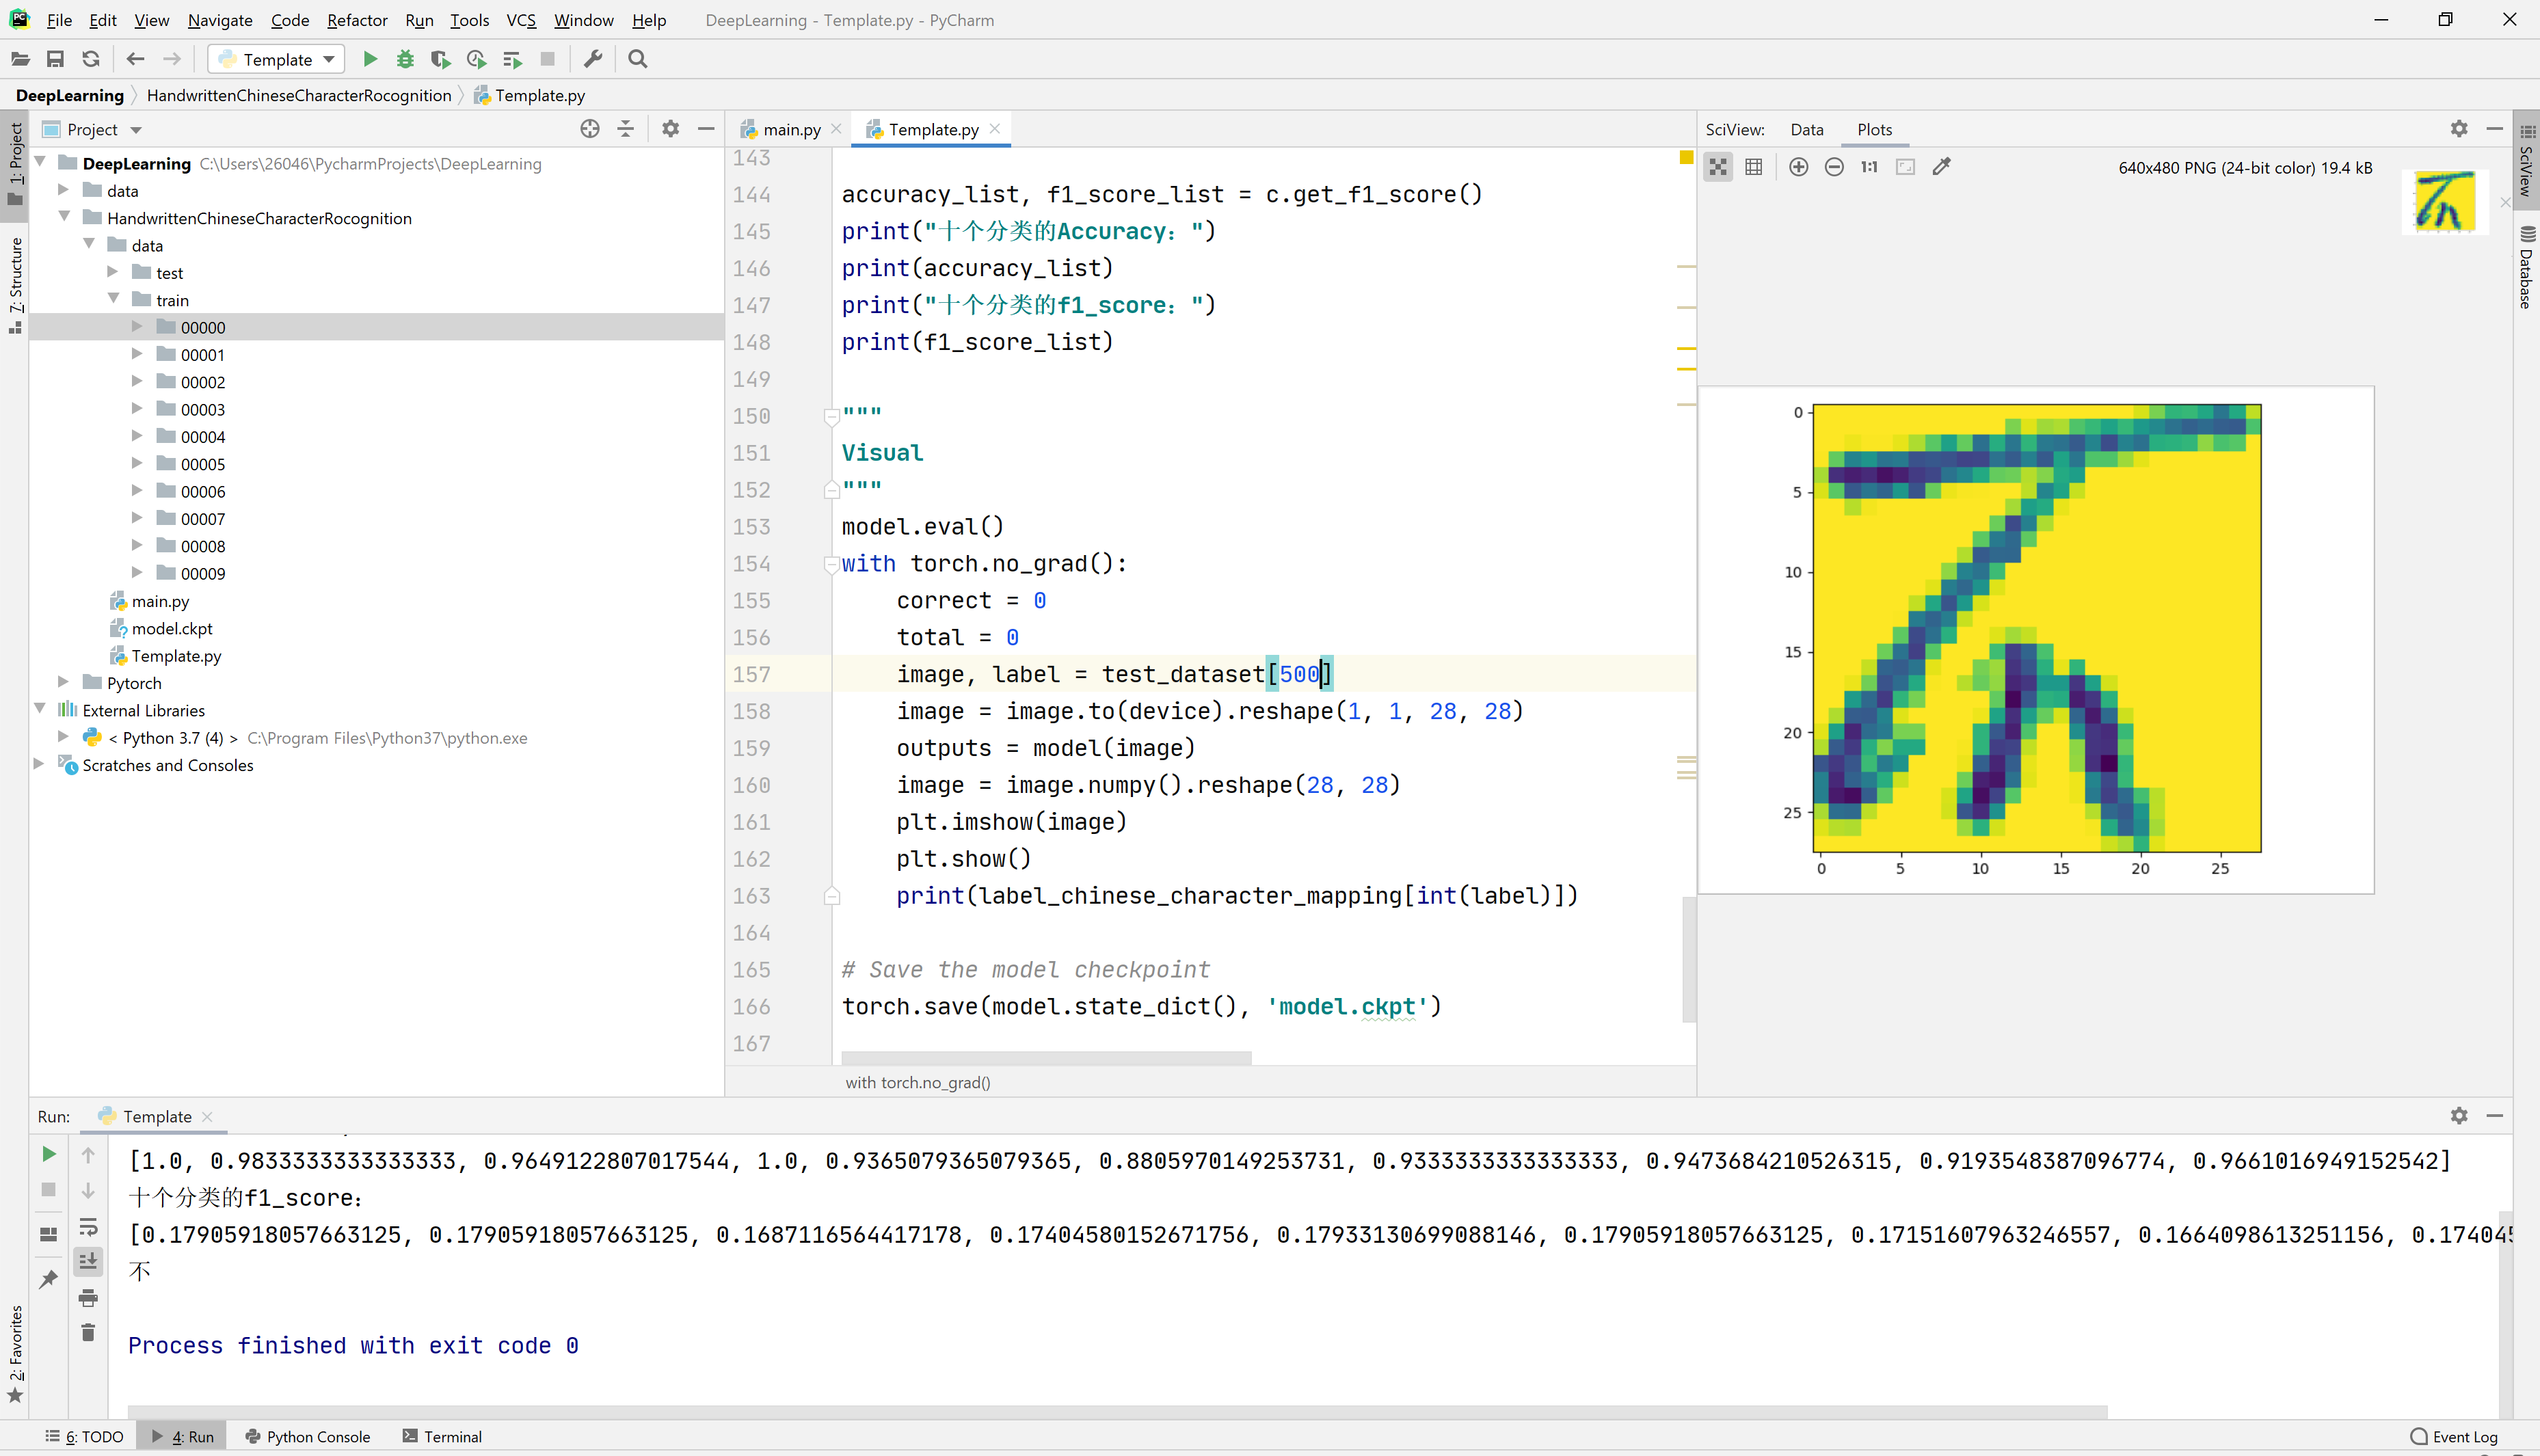 File Edit View Navigate Code Refactor Run Tools VCS Window Help DeepLearning - Template.py - PyCharm
Template
DeepLearning HandwrittenChineseCharacterRocognition Template.py
1: Project
7: Structure
2: Favorites
Project
DeepLearning C:\Users\26046\PycharmProjects\DeepLearning
data
HandwrittenChineseCharacterRocognition
data
test
train
00000
00001
00002
00003
00004
00005
00006
00007
00008
00009
main.py
model.ckpt
Template.py
Pytorch
External Libraries
< Python 3.7 (4) > C:\Program Files\Python37\python.exe
Scratches and Consoles
main.py Template.py
143
144 accuracy_list, f1_score_list = c.get_f1_score()
145 print("十个分类的Accuracy：")
146 print(accuracy_list)
147 print("十个分类的f1_score：")
148 print(f1_score_list)
149
150 """
151 Visual
152 """
153 model.eval()
154 with torch.no_grad():
155 correct = 0
156 total = 0
157 image, label = test_dataset[500]
158 image = image.to(device).reshape(1, 1, 28, 28)
159 outputs = model(image)
160 image = image.numpy().reshape(28, 28)
161 plt.imshow(image)
162 plt.show()
163 print(label_chinese_character_mapping[int(label)])
164
165 # Save the model checkpoint
166 torch.save(model.state_dict(), 'model.ckpt')
167
with torch.no_grad()
SciView: Data Plots
1:1 640x480 PNG (24-bit color) 19.4 kB
0
5
10
15
20
25
0 5 10 15 20 25
不
SciView
Database
Run: Template
[1.0, 0.9833333333333333, 0.9649122807017544, 1.0, 0.9365079365079365, 0.8805970149253731, 0.9333333333333333, 0.9473684210526315, 0.9193548387096774, 0.9661016949152542]
十个分类的f1_score：
[0.17905918057663125, 0.17905918057663125, 0.1687116564417178, 0.17404580152671756, 0.17933130699088146, 0.17905918057663125, 0.17151607963246557, 0.1664098613251156, 0.17404
不
Process finished with exit code 0
6: TODO 4: Run Python Console Terminal Event Log